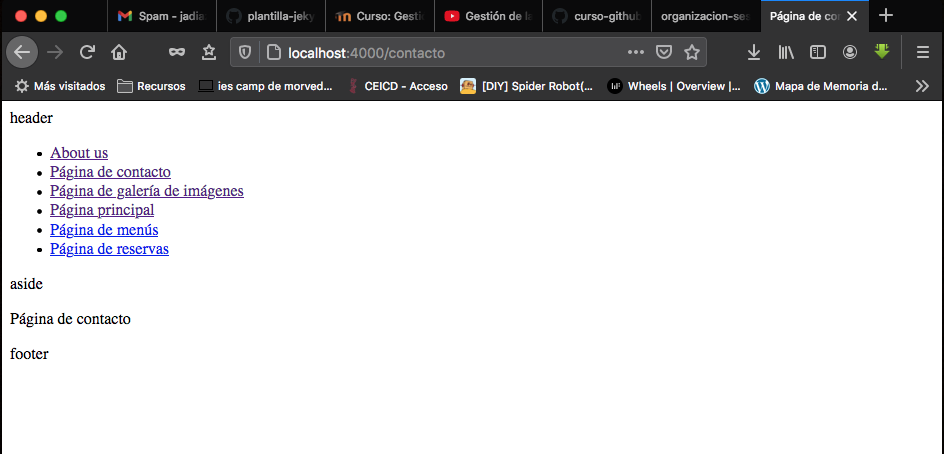 Spam - jadia
plantilla-jeky
Curso: Gesti
Gestión de la
curso-github
organizacion-ses
Página de co
localhost:4000/contacto
Más visitados
Recursos
ies camp de morved...
CEICD - Acceso
[DIY] Spider Robot(...
Wheels | Overview |...
Mapa de Memoria d...
header
About us
Página de contacto
Página de galería de imágenes
Página principal
Página de menús
Página de reservas
aside
Página de contacto
footer